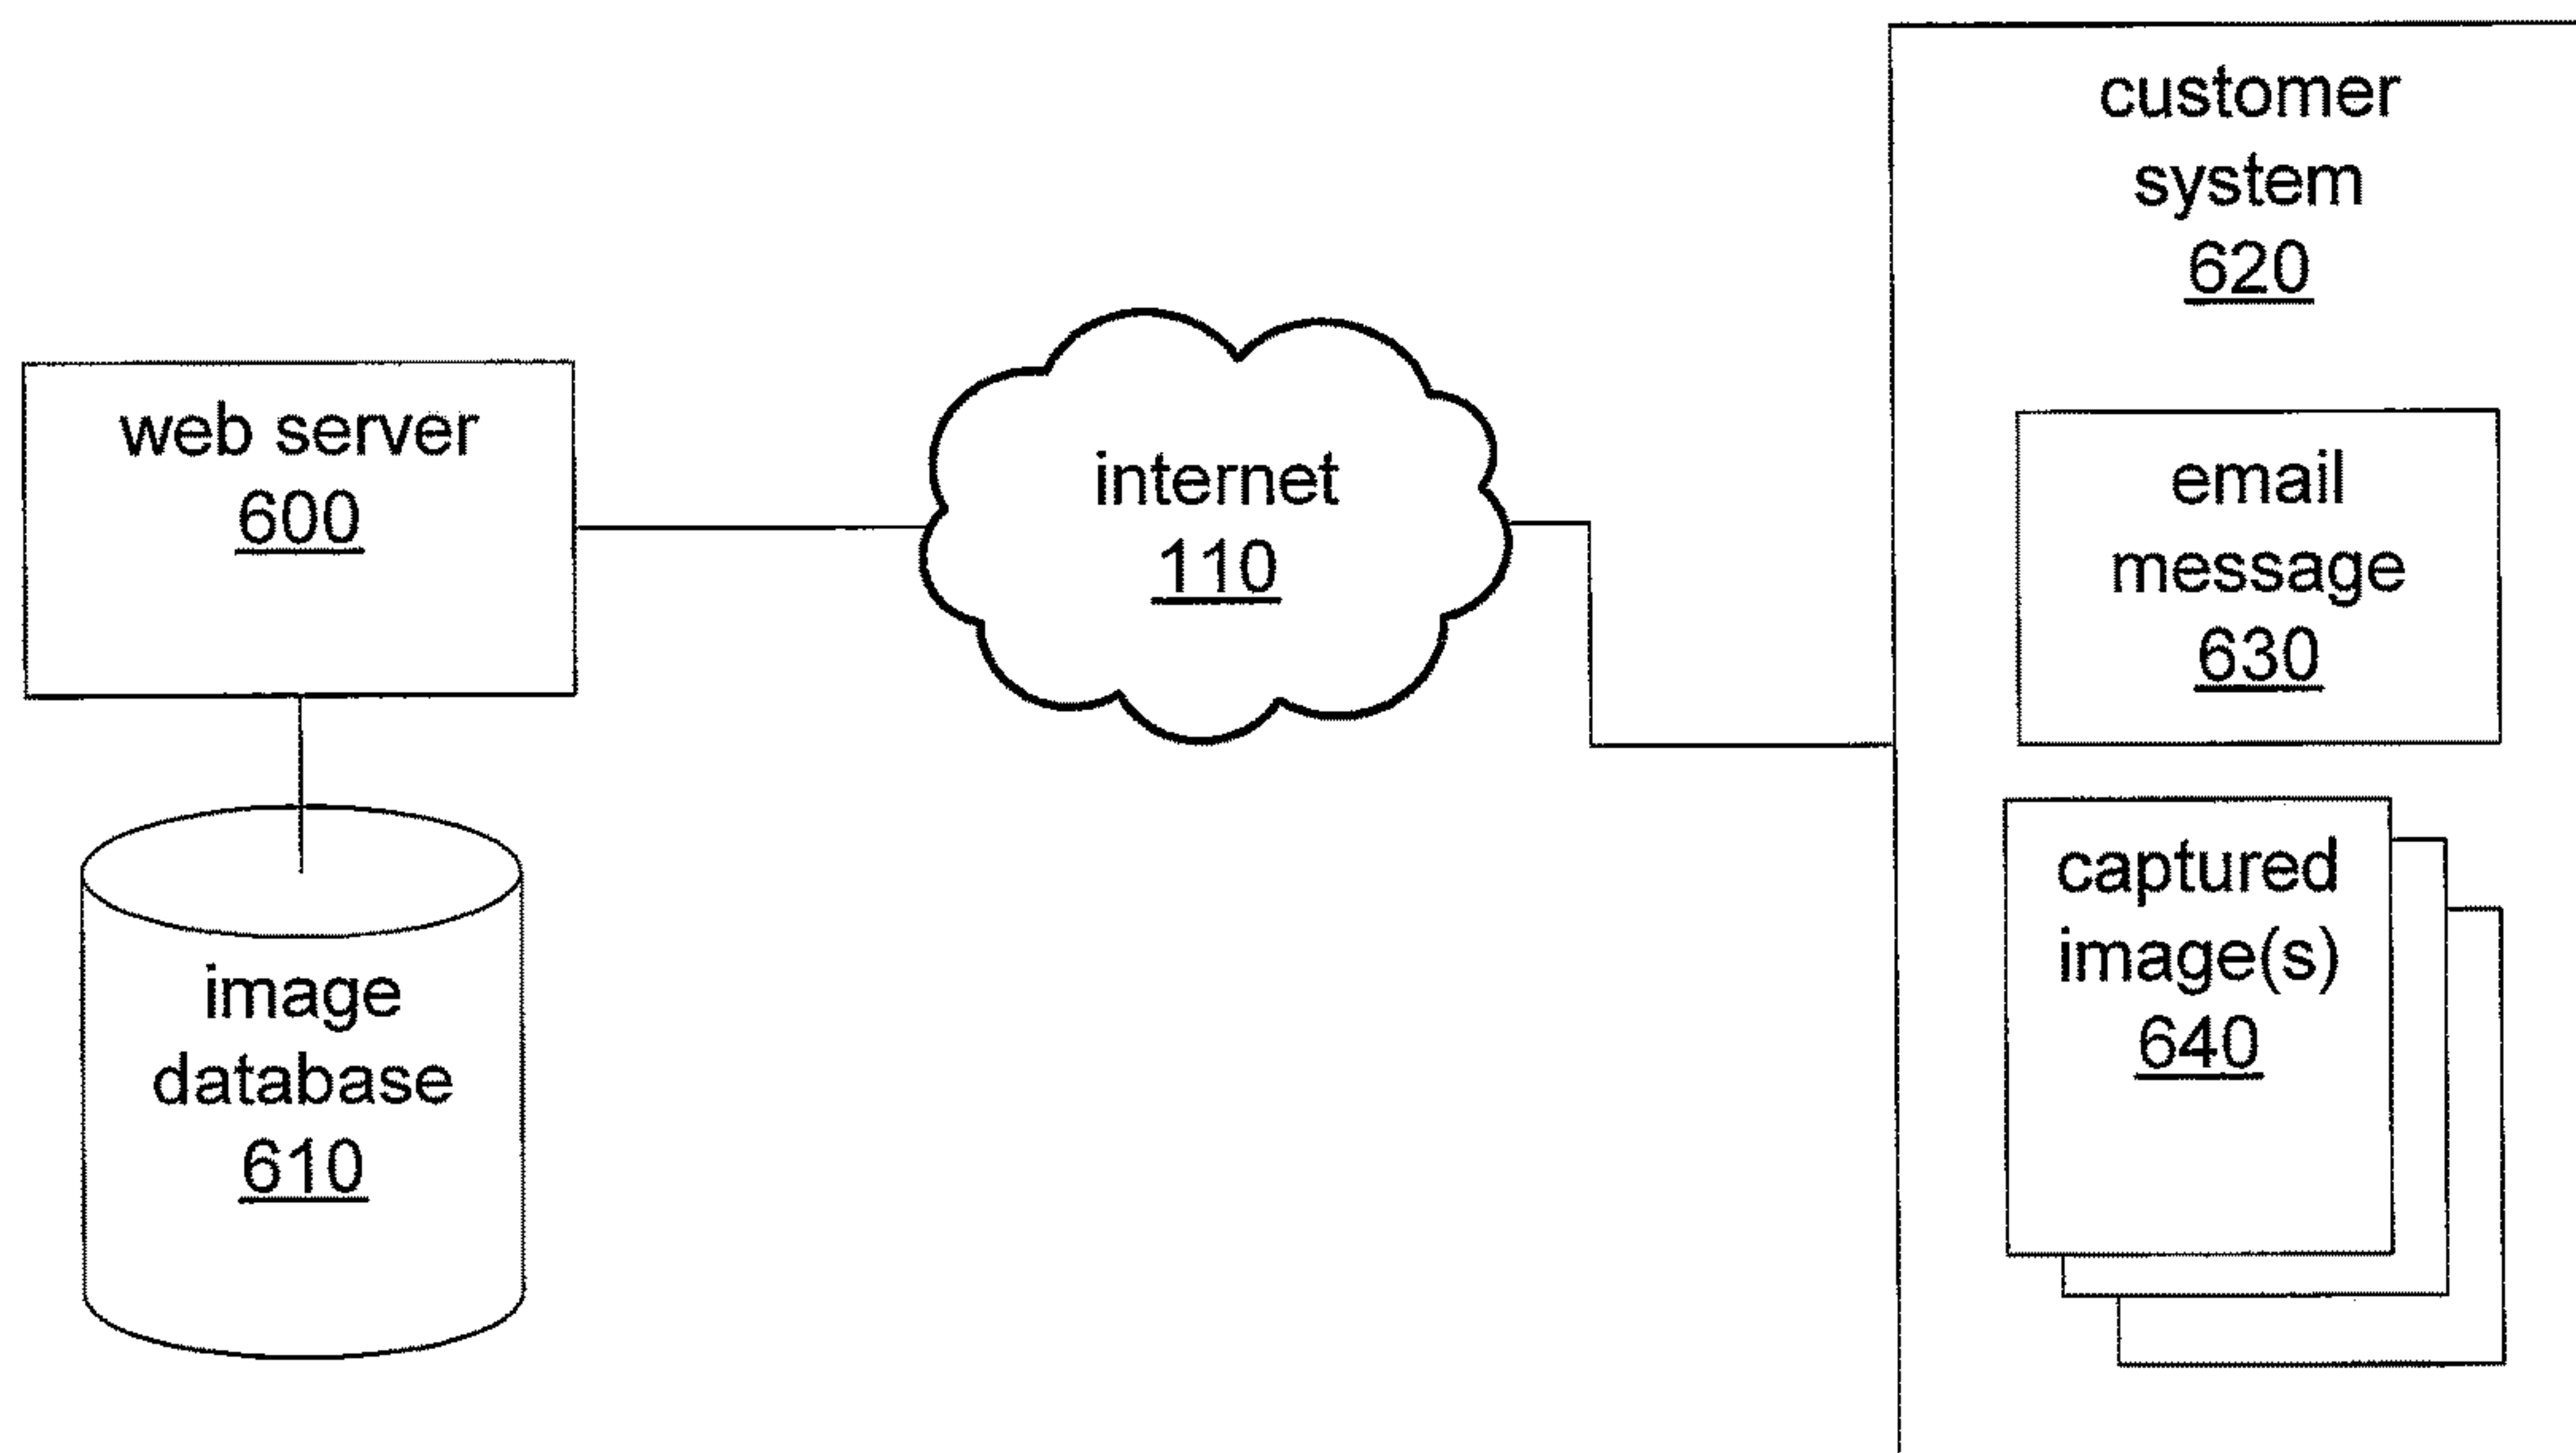 web server
600
image
database
610
internet
110
customer
system
620
email
message
630
captured
image(s)
640